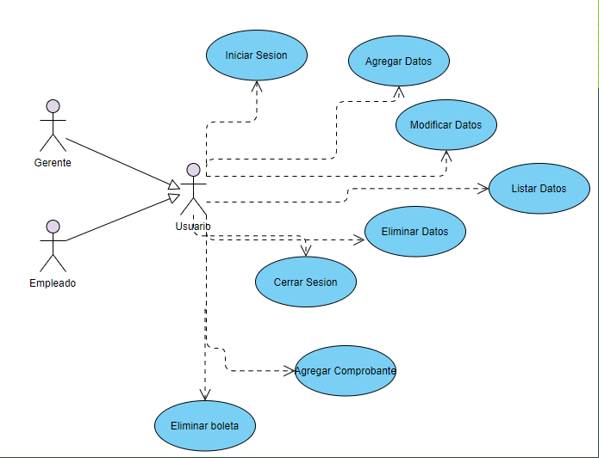 Iniciar Sesion
Agregar Datos
Modificar Datos
Gerente
Listar Datos
Usuario
Eliminar Datos
Empleado
Cerrar Sesion
Agregar Comprobante
Eliminar boleta